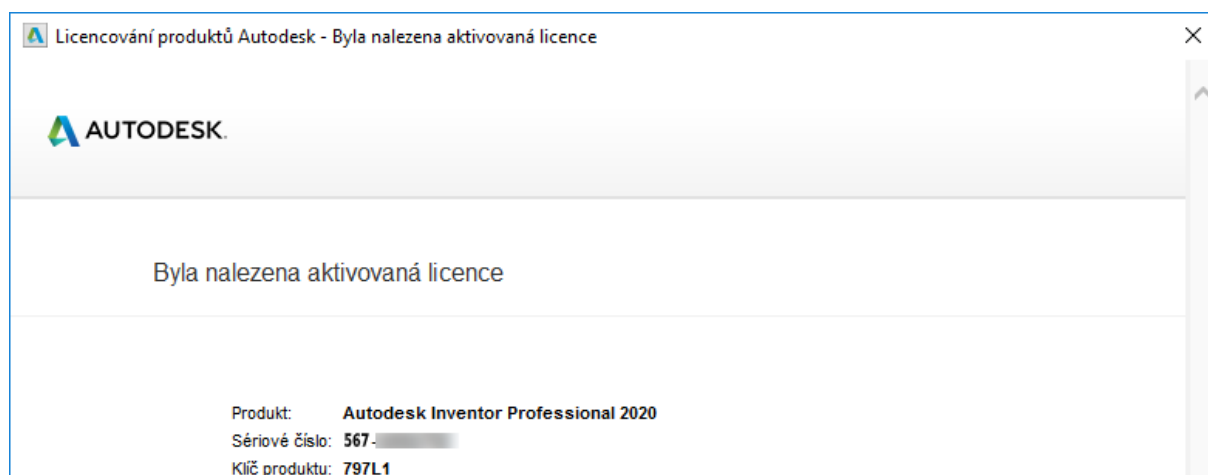 Licencování produktů Autodesk - Byla nalezena aktivovaná licence
AUTODESK.
Byla nalezena aktivovaná licence
Produkt: Autodesk Inventor Professional 2020
Sériové číslo: 567-
Klíč produktu: 797L1